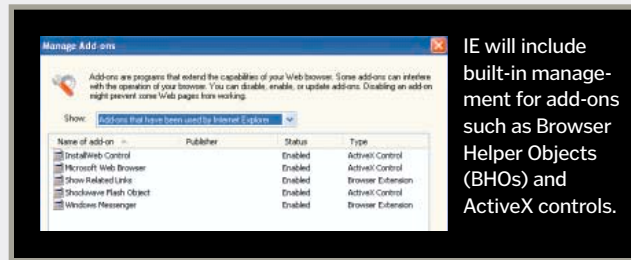 Manage Add-ons
Add-ons are programs that extend the capabilities of your Web browser. Some add-ons can interfere
with the operation of your browser. You can disable, enable, or update add-ons. Disabling an add-on
might prevent some Web pages from working.
Show: Add-ons that have been used by Internet Explorer
Name of add-on Publisher Status Type
InstallWeb Control Enabled ActiveX Control
Microsoft Web Browser Enabled ActiveX Control
Show Related Links Enabled Browser Extension
Shockwave Flash Object Enabled ActiveX Control
Windows Messenger Enabled Browser Extension
IE will include
built-in manage-
ment for add-ons
such as Browser
Helper Objects
(BHOs) and
ActiveX controls.